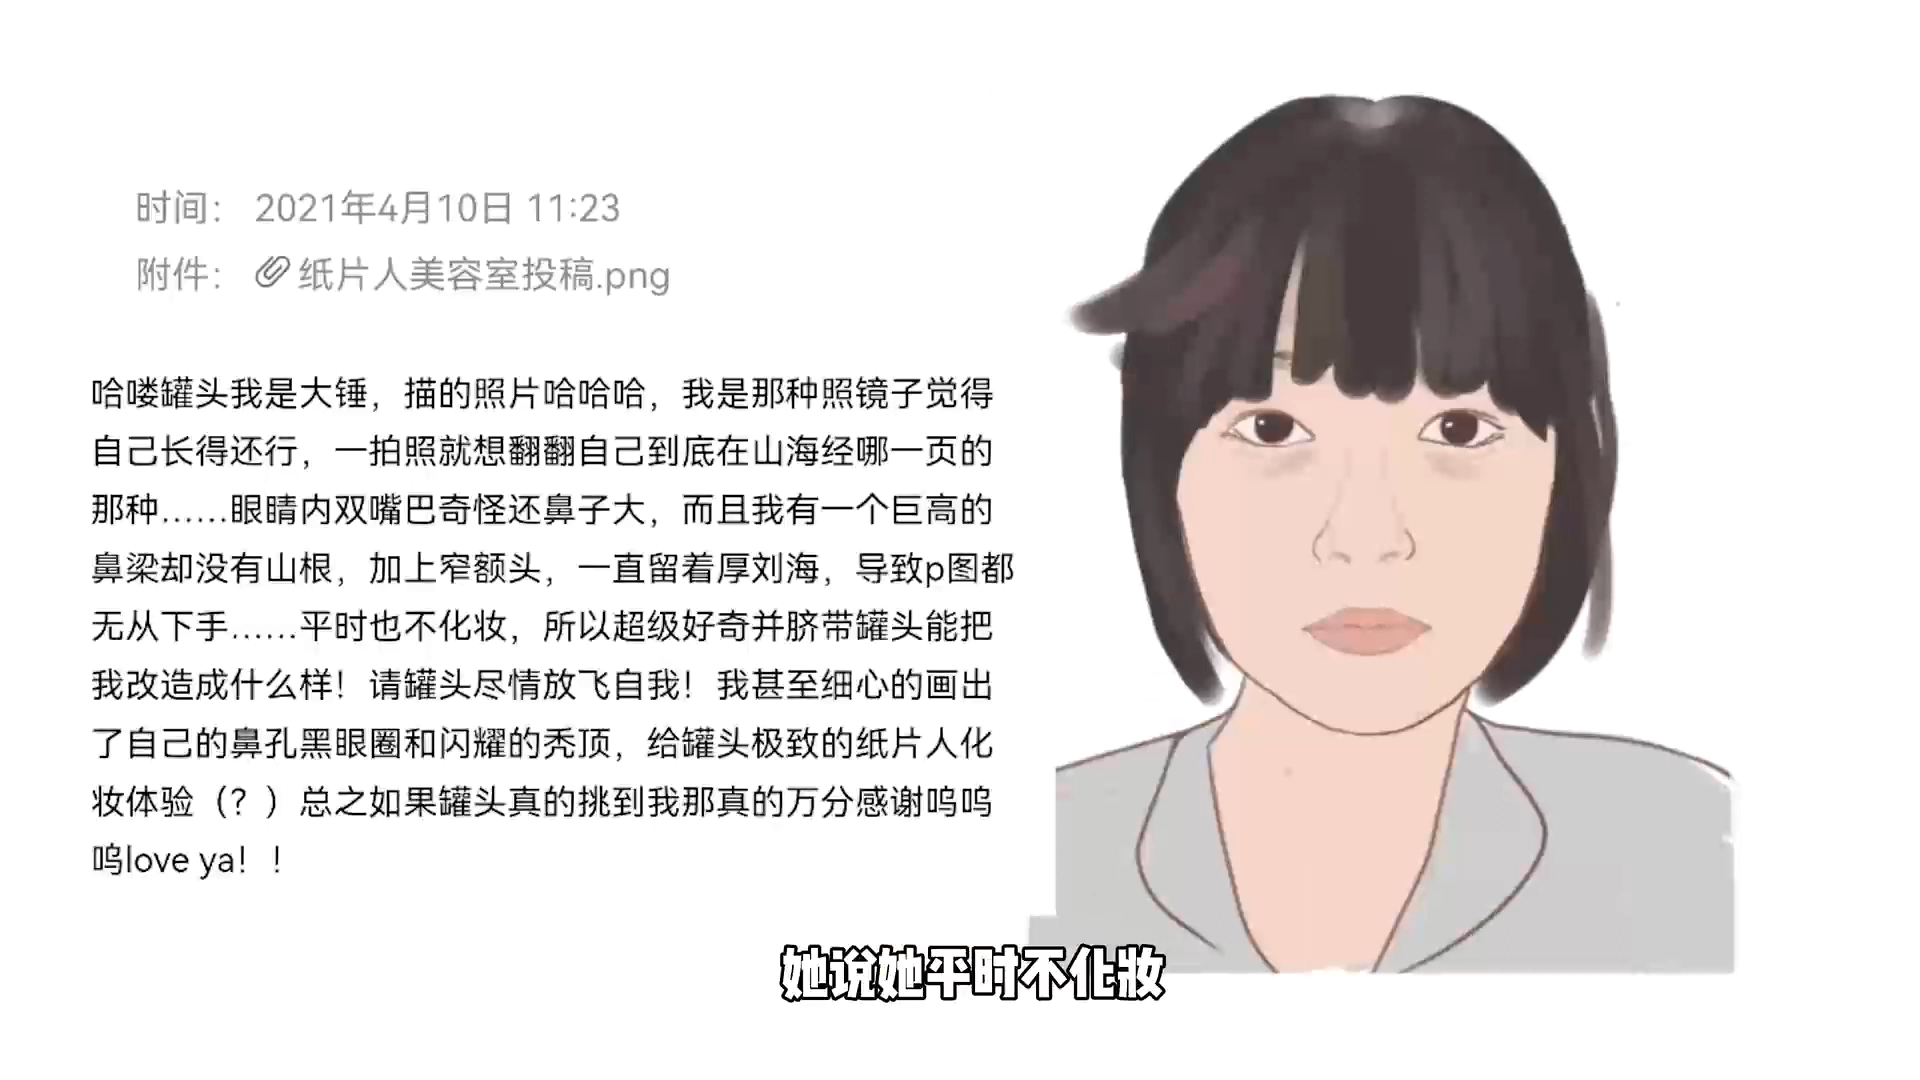 时间： 2021年4月10日 11:23
附件： 纸片人美容室投稿.png
哈喽罐头我是大锤，描的照片哈哈哈，我是那种照镜子觉得
自己长得还行，一拍照就想翻翻自己到底在山海经哪一页的
那种……眼睛内双嘴巴奇怪还鼻子大，而且我有一个巨高的
鼻梁却没有山根，加上窄额头，一直留着厚刘海，导致p图都
无从下手……平时也不化妆，所以超级好奇并脐带罐头能把
我改造成什么样！请罐头尽情放飞自我！我甚至细心的画出
了自己的鼻孔黑眼圈和闪耀的秃顶，给罐头极致的纸片人化
妆体验（？）总之如果罐头真的挑到我那真的万分感谢呜呜
呜love ya！！
她说她平时不化妆